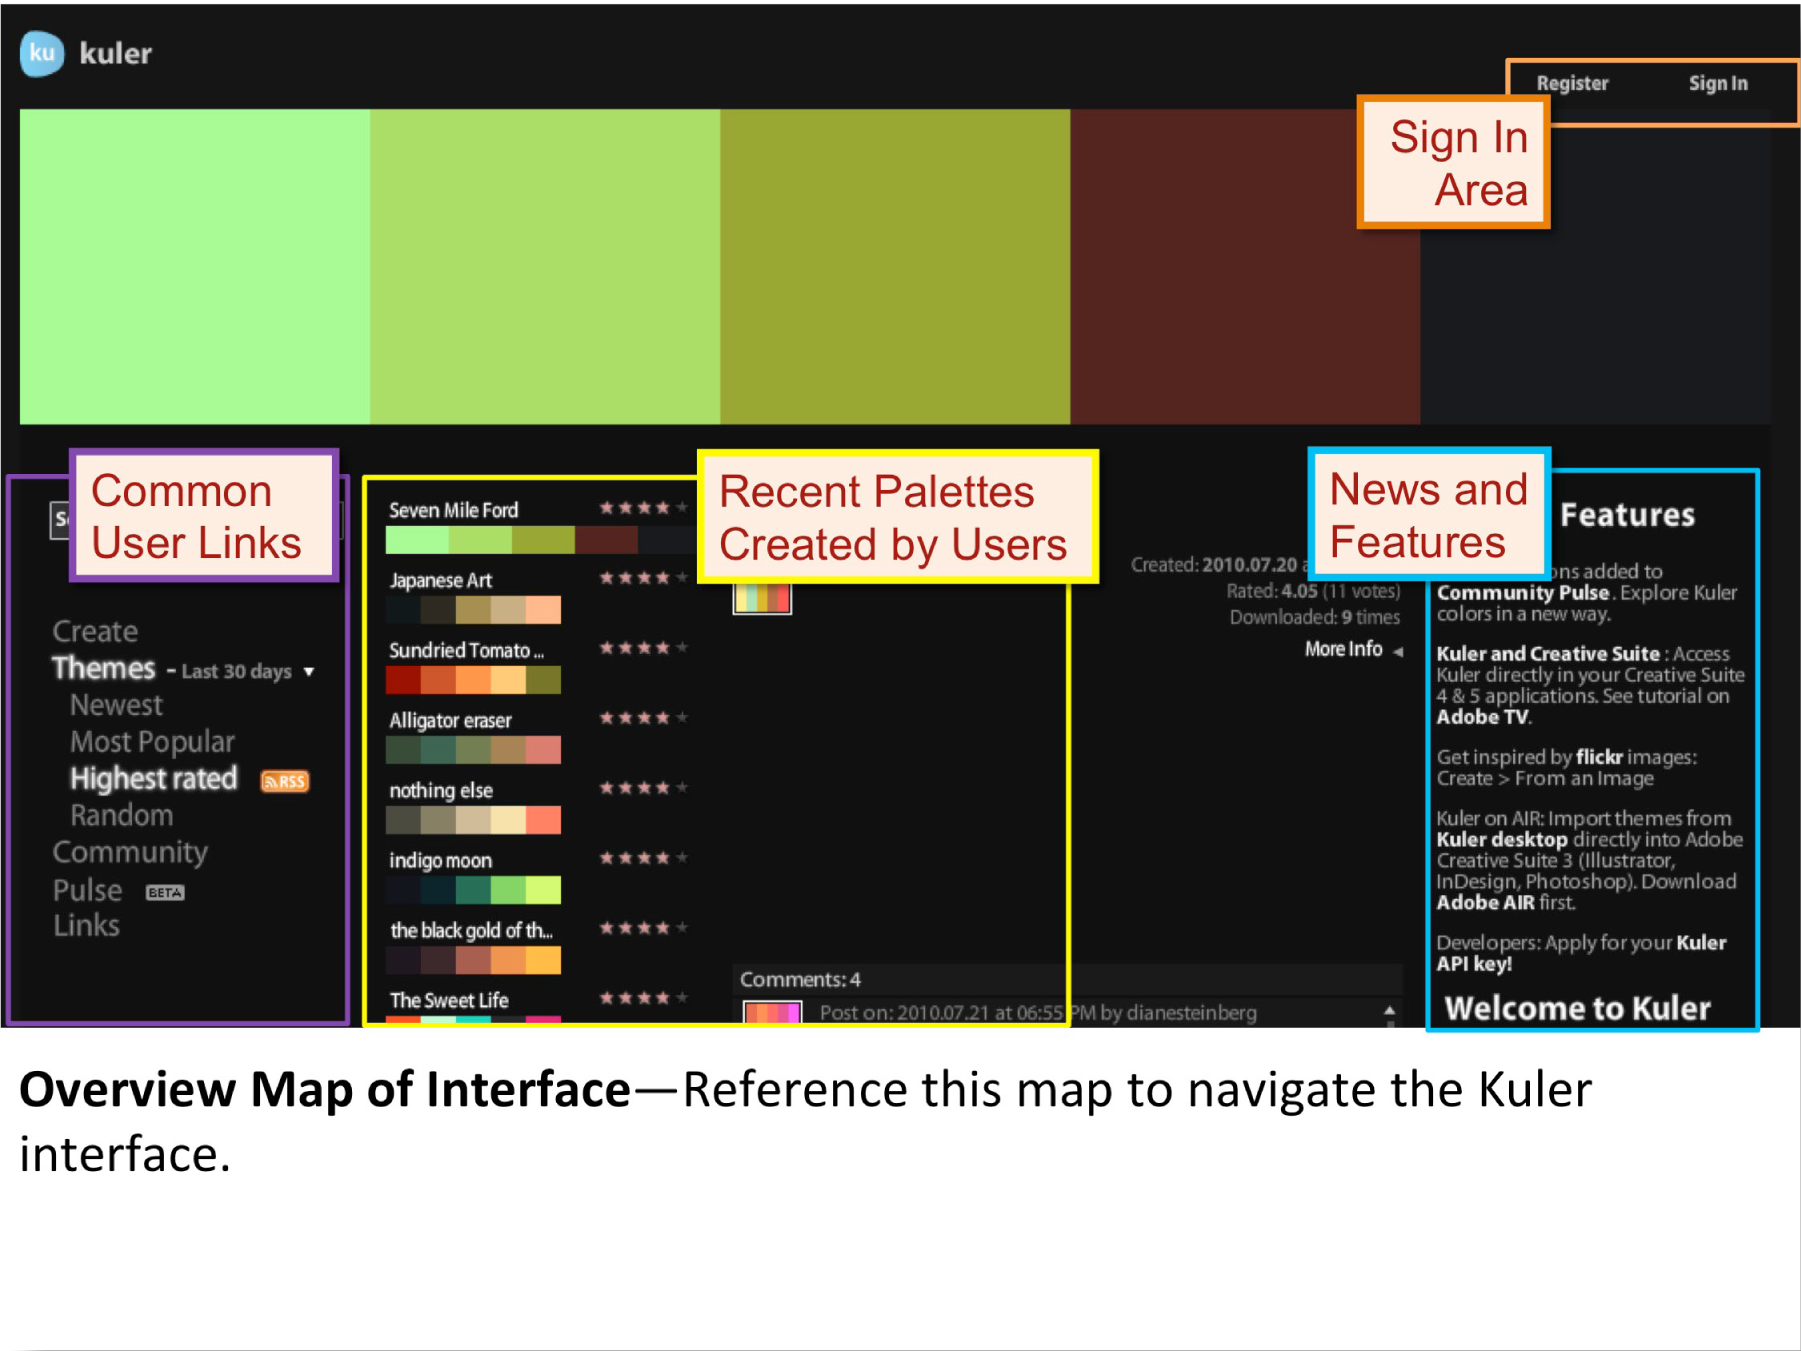 ku kuler
Register Sign In
Sign In
Area
Common
User Links
Create
Themes - Last 30 days
Newest
Most Popular
Highest rated RSS
Random
Community
Pulse BETA
Links
Recent Palettes
Created by Users
Seven Mile Ford
Japanese Art
Sundried Tomato ...
Alligator eraser
nothing else
indigo moon
the black gold of th...
The Sweet Life
Created: 2010.07.20
Rated: 4.05 (11 votes)
Downloaded: 9 times
More Info
Comments: 4
Post on: 2010.07.21 at 06:55 PM by dianesteinberg
News and
Features
Features
added to
Community Pulse. Explore Kuler
colors in a new way.
Kuler and Creative Suite : Access
Kuler directly in your Creative Suite
4 & 5 applications. See tutorial on
Adobe TV.
Get inspired by flickr images:
Create > From an Image
Kuler on AIR: Import themes from
Kuler desktop directly into Adobe
Creative Suite 3 (Illustrator,
InDesign, Photoshop). Download
Adobe AIR first.
Developers: Apply for your Kuler
API key!
Welcome to Kuler
Overview Map of Interface—Reference this map to navigate the Kuler
interface.